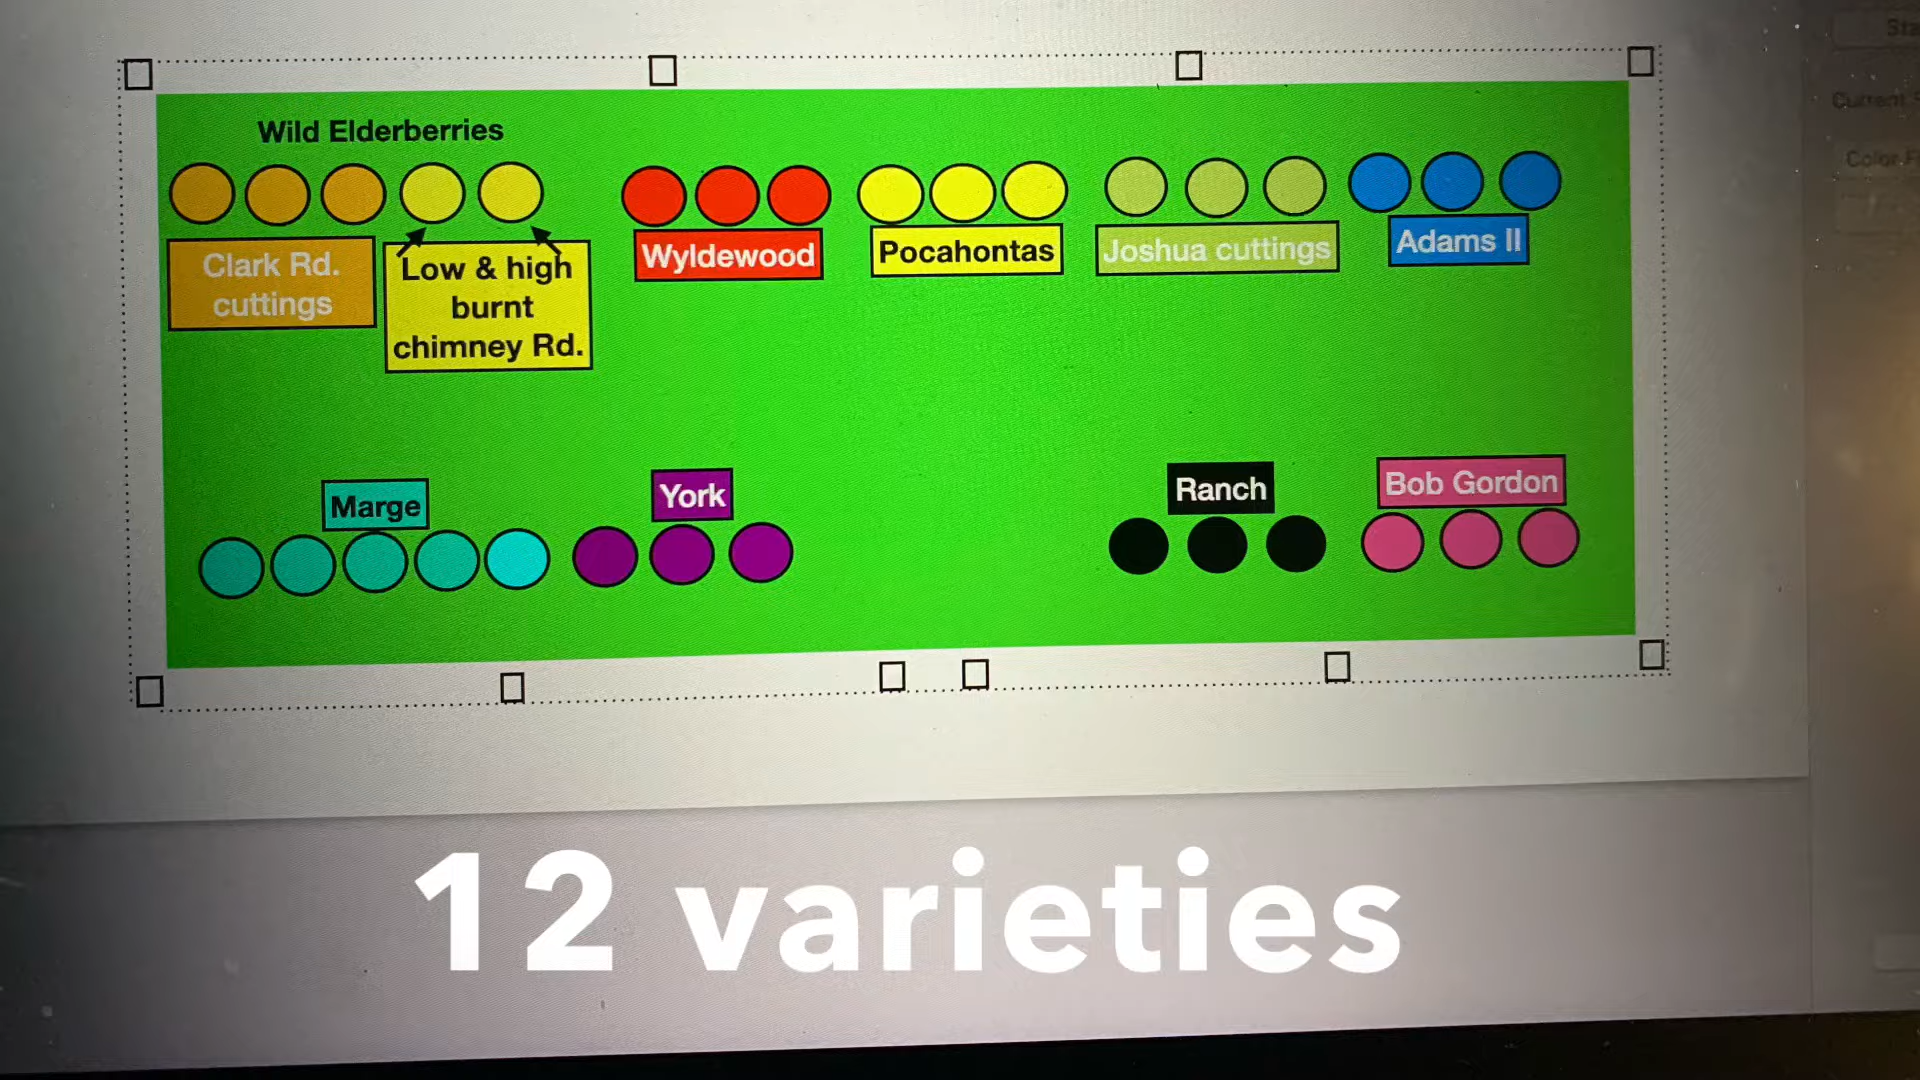 Wild Elderberries
Clark Rd.
cuttings
Low & high
burnt
chimney Rd.
Wyldewood
Pocahontas
Joshua cuttings
Adams II
Marge
York
Ranch
Bob Gordon
12 varieties